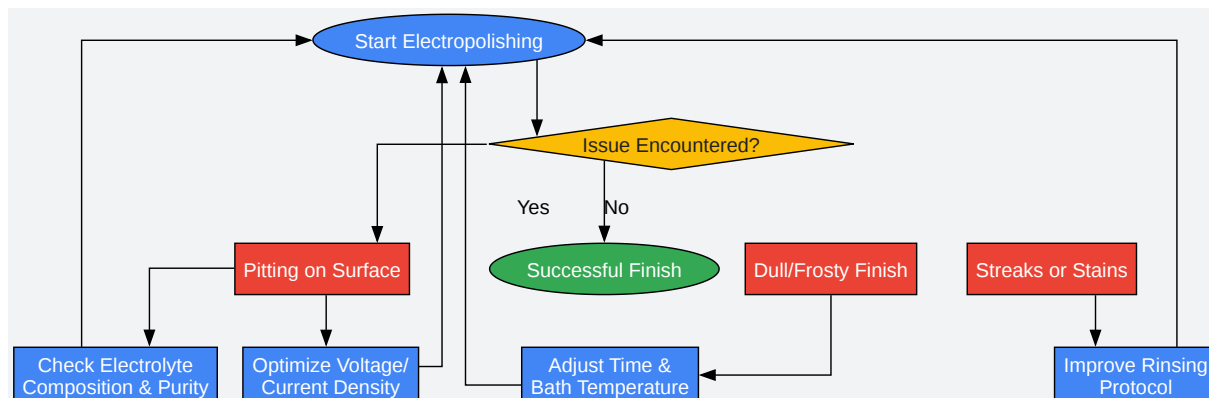 Start Electropolishing
Issue Encountered?
Yes
No
Pitting on Surface
Successful Finish
Dull/Frosty Finish
Streaks or Stains
Check Electrolyte
Composition & Purity
Optimize Voltage/
Current Density
Adjust Time &
Bath Temperature
Improve Rinsing
Protocol